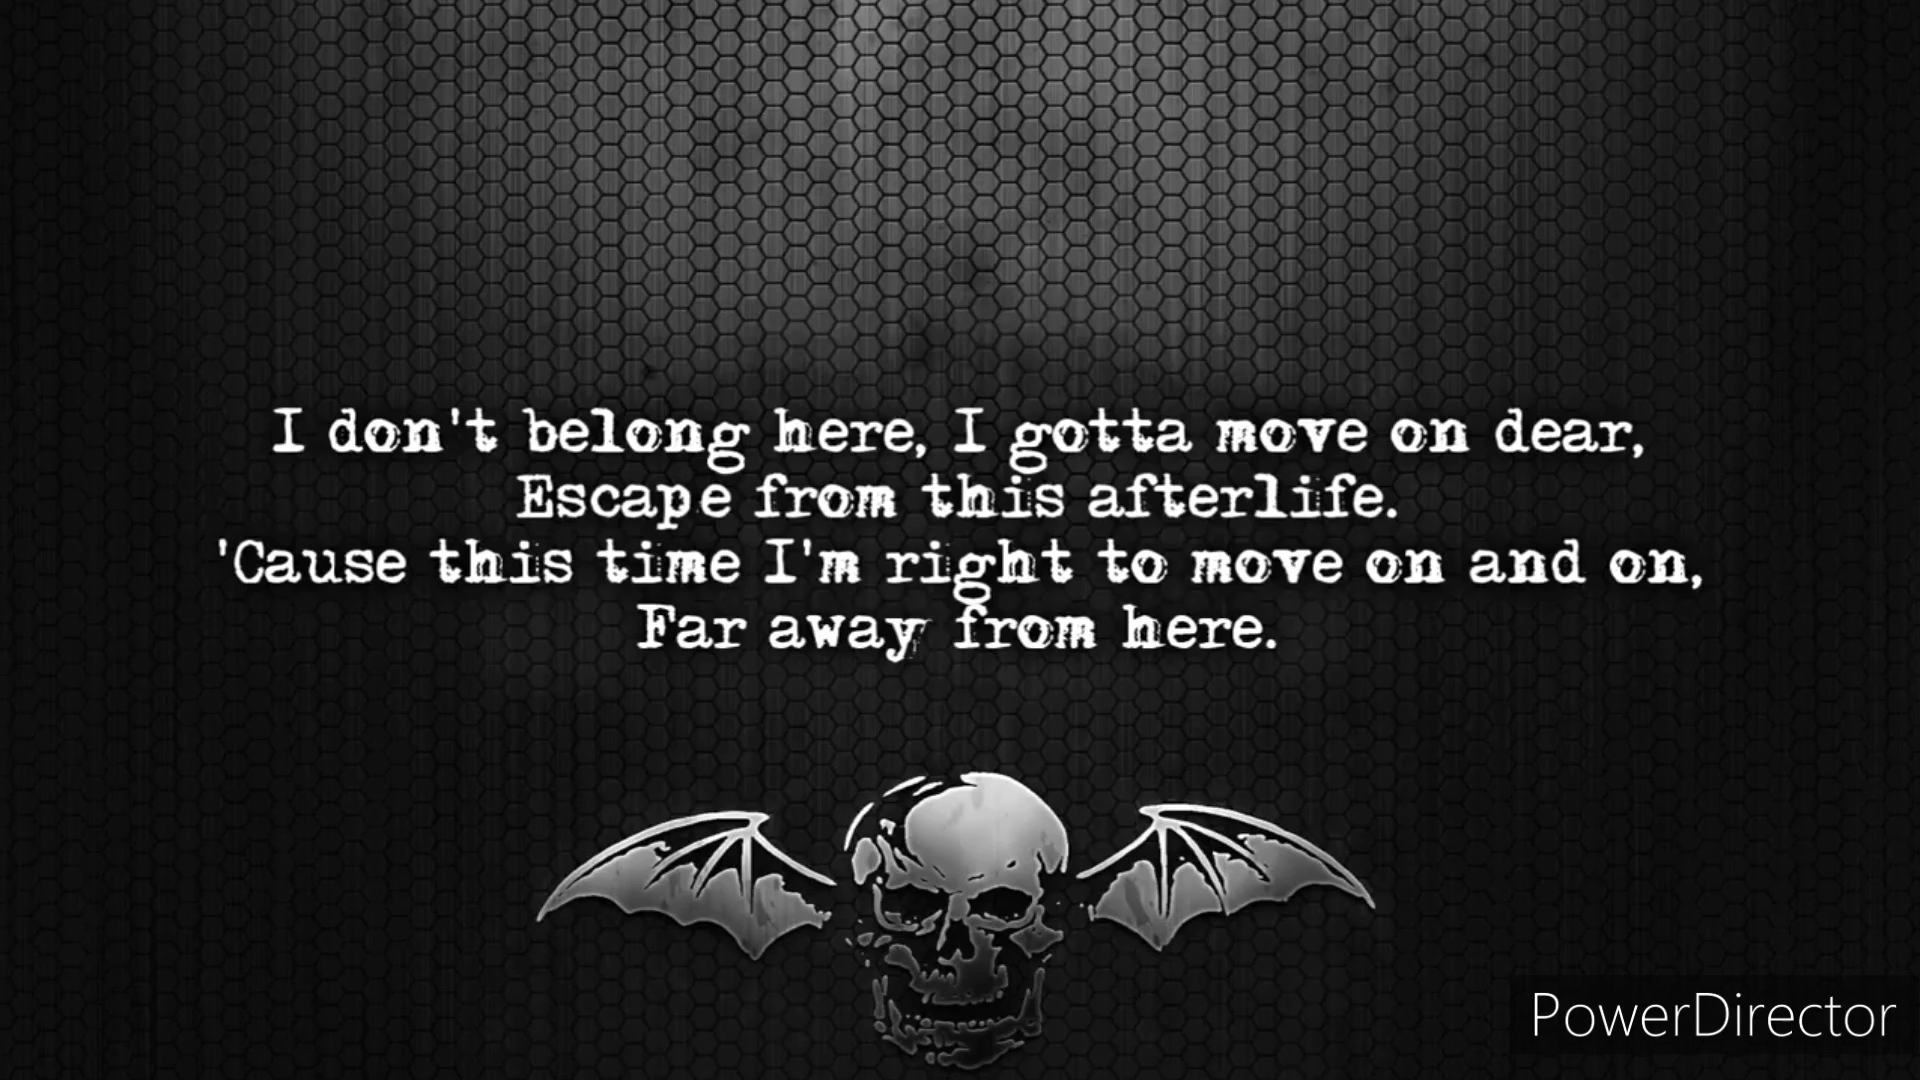 I don't belong here, I gotta move on dear,
Escape from this afterlife.
'Cause this time I'm right to move on and on,
Far away from here.
PowerDirector